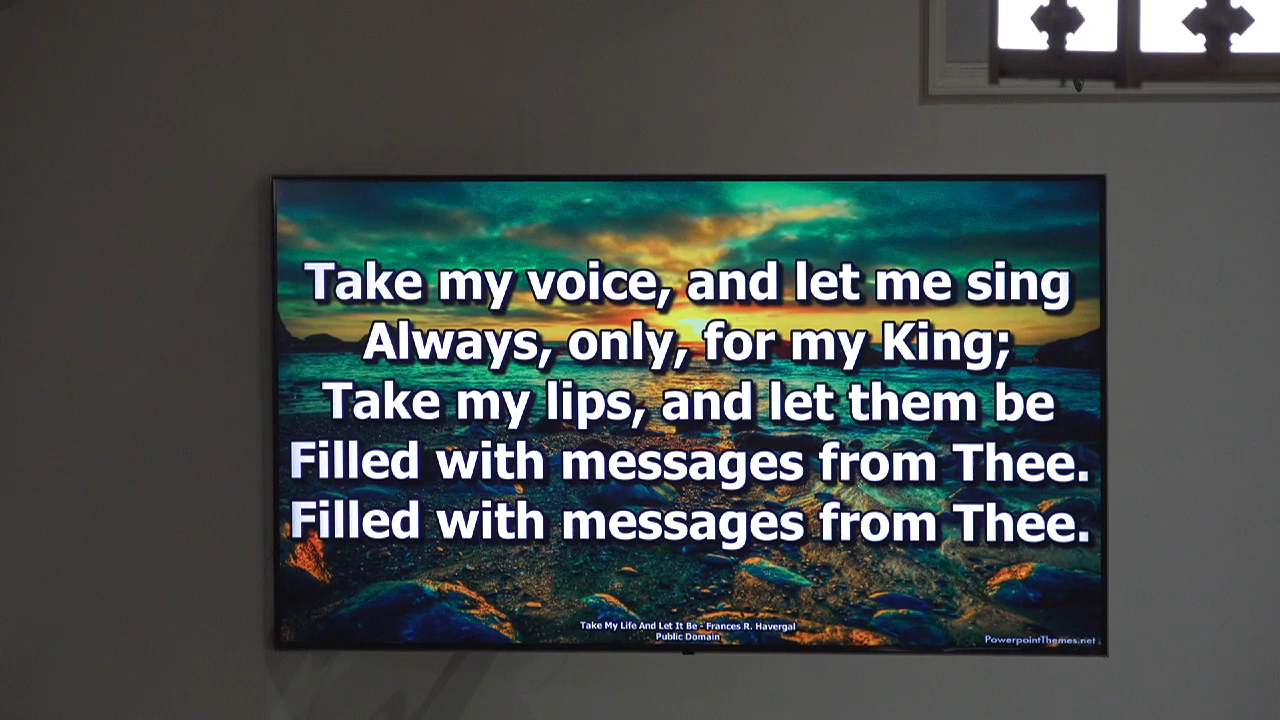 Take my voice, and let me sing
Always, only, for my King;
Take my lips, and let them be
Filled with messages from Thee.
Filled with messages from Thee.
Take My Life And Let It Be - Frances R. Havergal
Public Domain
PowerpointThemes.net